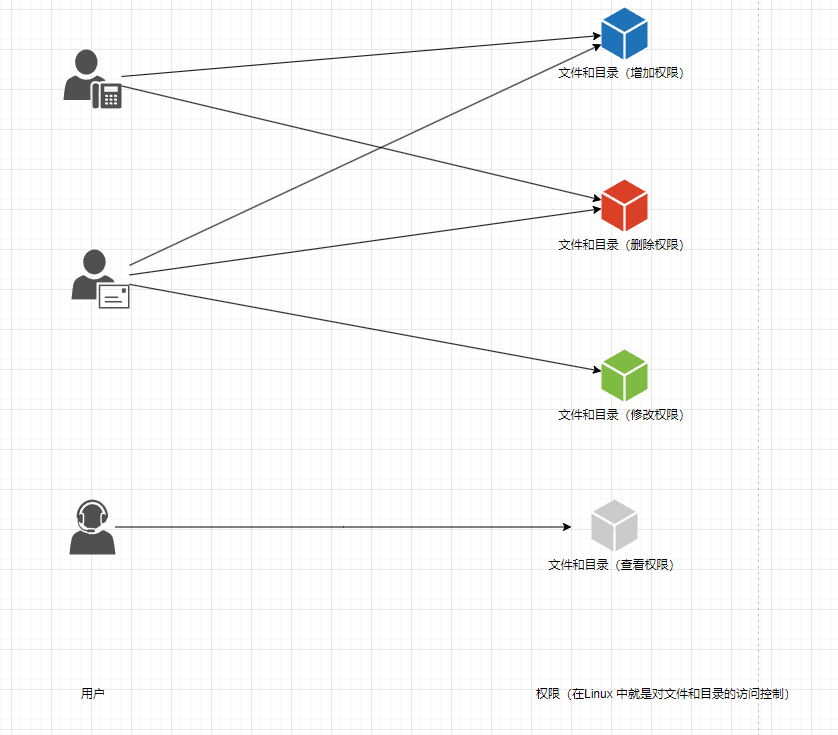 文件和目录（增加权限）
文件和目录（删除权限）
文件和目录（修改权限）
文件和目录（查看权限）
用户
权限（在Linux 中就是对文件和目录的访问控制）